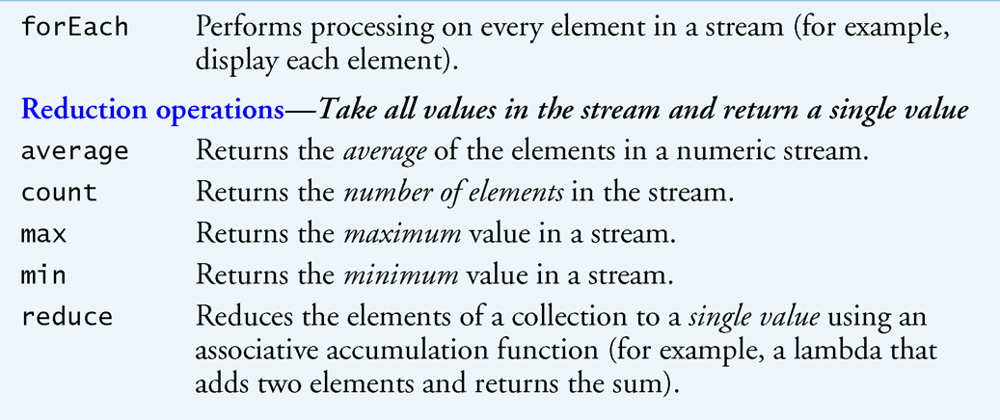 forEach Performs processing on every element in a stream (for example,
display each element).
Reduction operations—Take all values in the stream and return a single value
average Returns the average of the elements in a numeric stream.
count Returns the number of elements in the stream.
max Returns the maximum value in a stream.
min Returns the minimum value in a stream.
reduce Reduces the elements of a collection to a single value using an
associative accumulation function (for example, a lambda that
adds two elements and returns the sum).